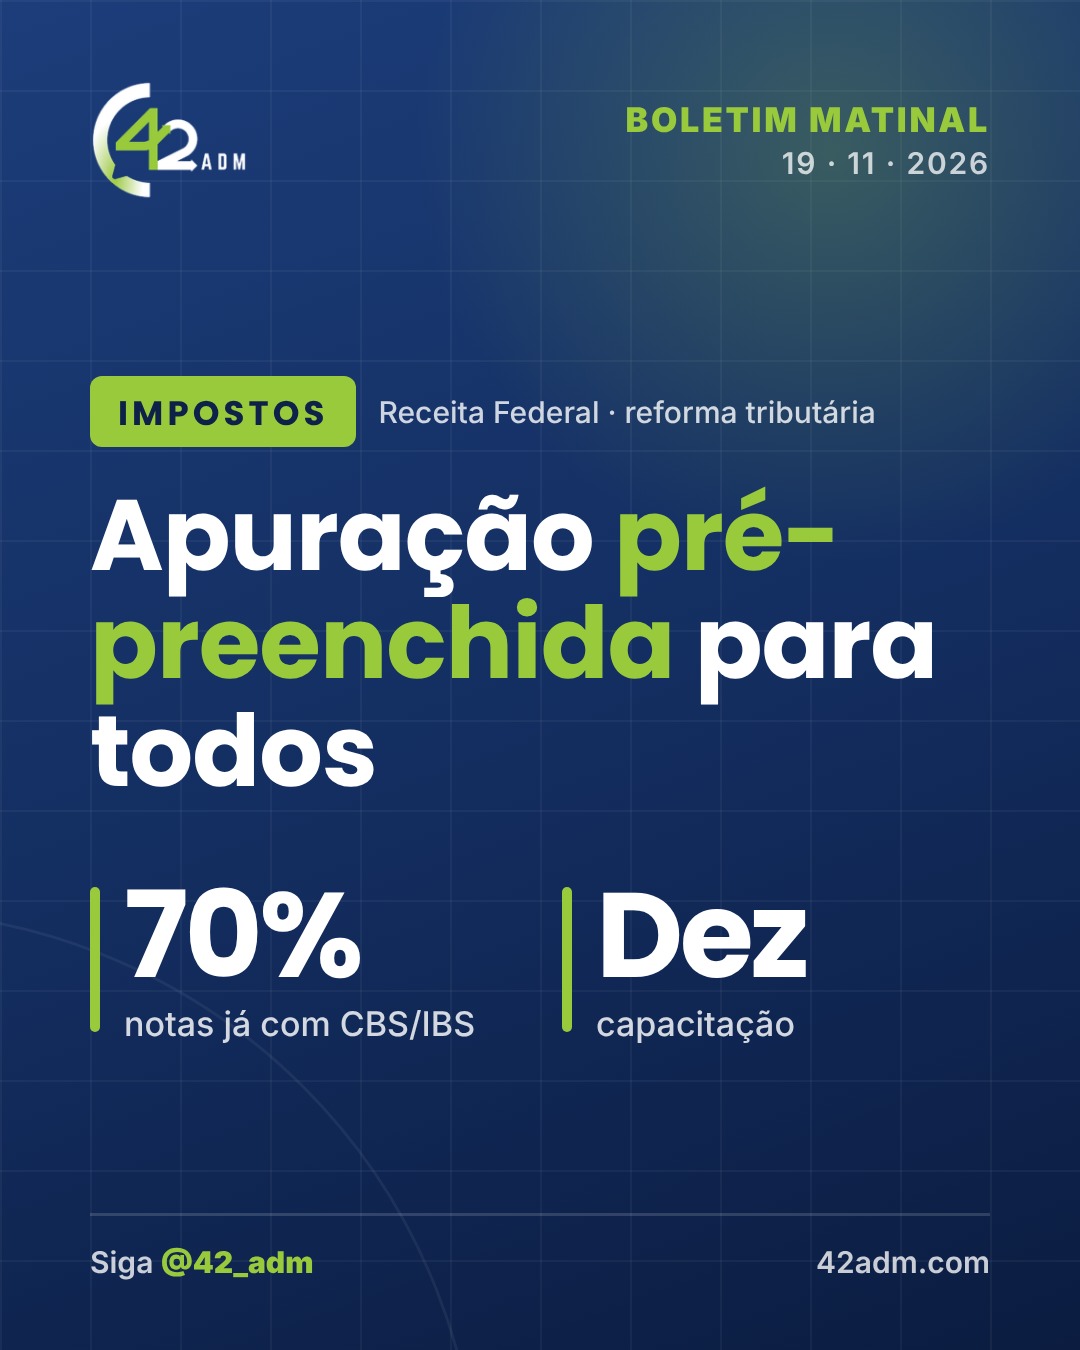 42 ADM
BOLETIM MATINAL
19 · 11 · 2026
IMPOSTOS
Receita Federal · reforma tributária
Apuração pré-
preenchida para
todos
70%
notas já com CBS/IBS
Dez
capacitação
Siga @42_adm
42adm.com